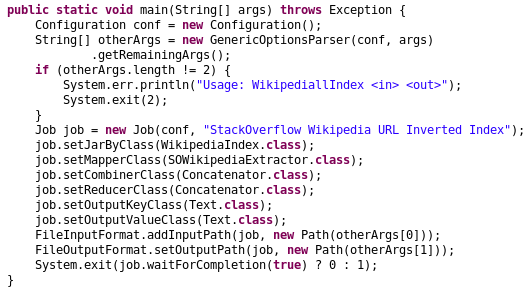 public static void main(String[] args) throws Exception {
    Configuration conf = new Configuration();
    String[] otherArgs = new GenericOptionsParser(conf, args)
            .getRemainingArgs();
    if (otherArgs.length != 2) {
        System.err.println("Usage: WikipediallIndex <in> <out>");
        System.exit(2);
    }
    Job job = new Job(conf, "StackOverflow Wikipedia URL Inverted Index");
    job.setJarByClass(WikipediaIndex.class);
    job.setMapperClass(SOWikipediaExtractor.class);
    job.setCombinerClass(Concatenator.class);
    job.setReducerClass(Concatenator.class);
    job.setOutputKeyClass(Text.class);
    job.setOutputValueClass(Text.class);
    FileInputFormat.addInputPath(job, new Path(otherArgs[0]));
    FileOutputFormat.setOutputPath(job, new Path(otherArgs[1]));
    System.exit(job.waitForCompletion(true) ? 0 : 1);
}